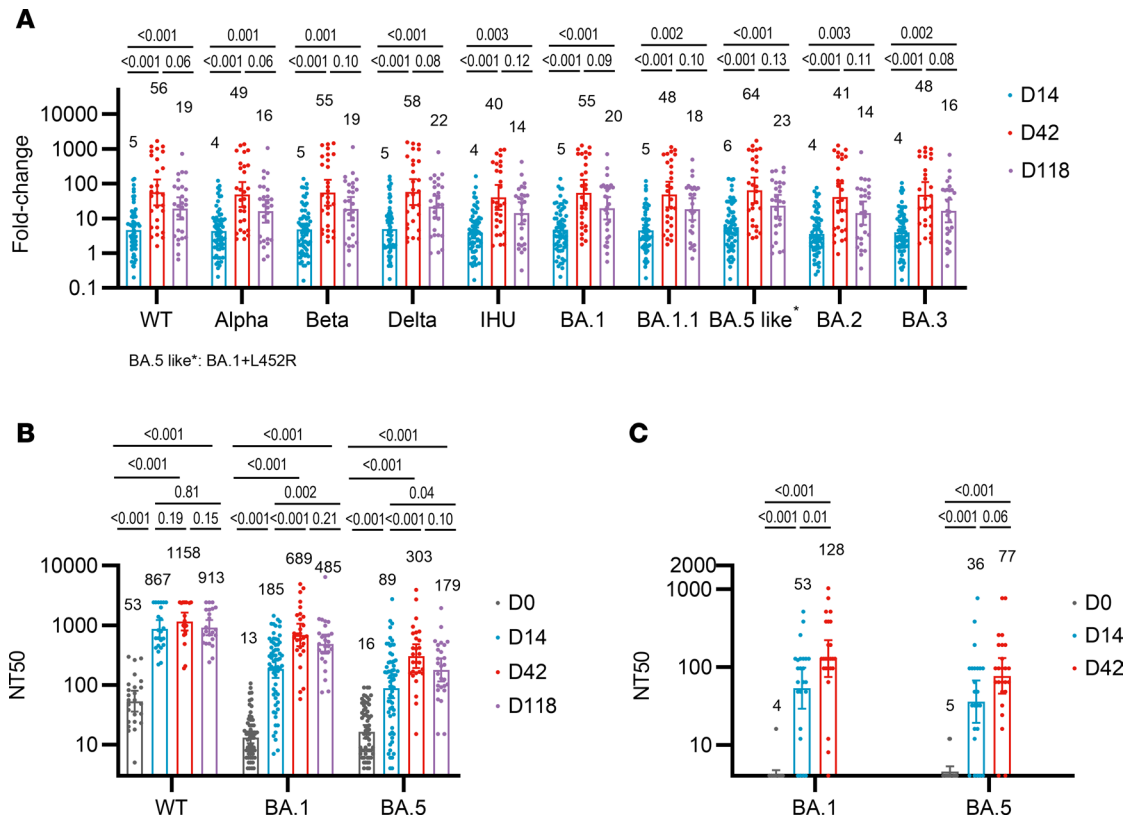 A
<0.001 0.001 0.001 <0.001 0.003 <0.001 0.002 <0.001 0.003 0.002
<0.001 0.06 <0.001 0.06 <0.001 0.10 <0.001 0.08 <0.001 0.12 <0.001 0.09 <0.001 0.10 <0.001 0.13 <0.001 0.11 <0.001 0.08
5 56 19 4 49 16 5 55 19 5 58 22 4 40 14 5 55 20 5 48 18 6 64 23 4 41 14 4 48 16
Fold-change
10000
1000
100
10
1
0.1
WT Alpha Beta Delta IHU BA.1 BA.1.1 BA.5 like* BA.2 BA.3
D14
D42
D118
BA.5 like*: BA.1+L452R
B
<0.001 <0.001 <0.001
<0.001 <0.001 <0.001
0.81 0.002 0.04
<0.001 0.19 0.15 <0.001 <0.001 0.21 <0.001 <0.001 0.10
53 867 1158 913 13 185 689 485 16 89 303 179
NT50
10000
1000
100
10
WT BA.1 BA.5
D0
D14
D42
D118
C
<0.001 <0.001
<0.001 0.01 <0.001 0.06
4 53 128 5 36 77
NT50
2000
1000
100
10
BA.1 BA.5
D0
D14
D42